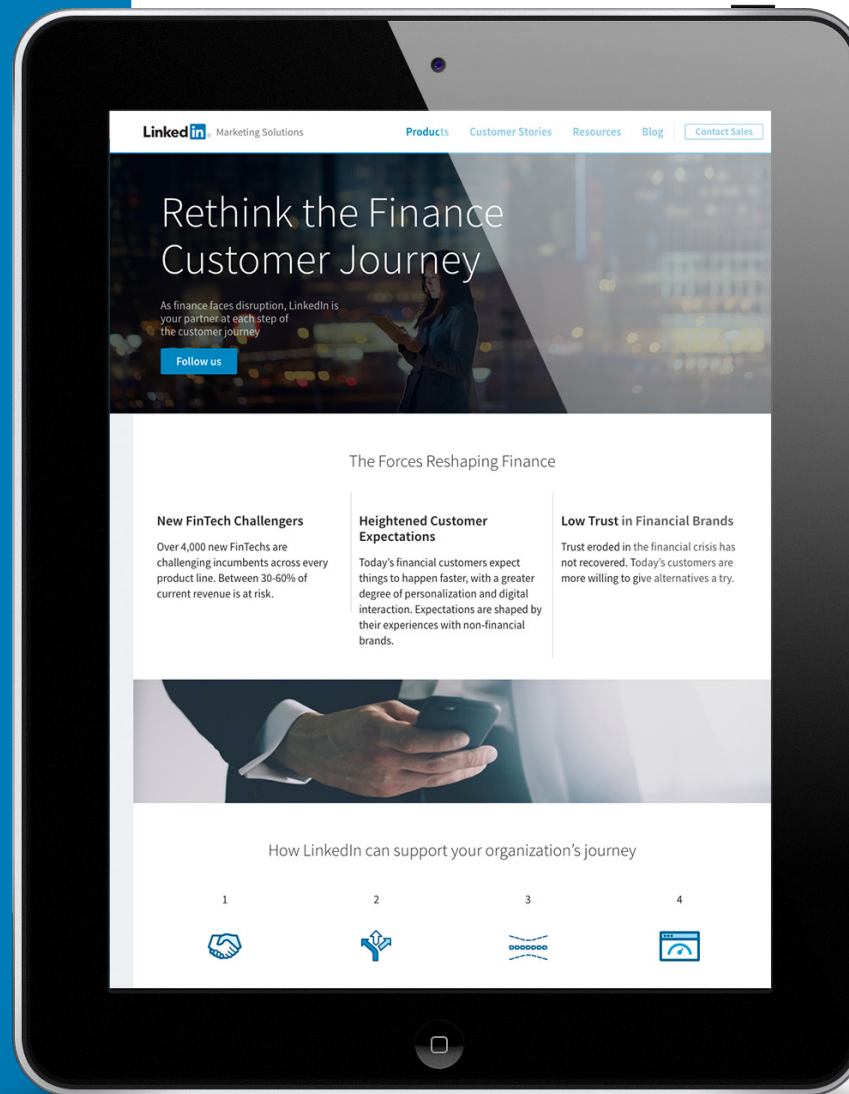 Linked in Marketing Solutions
Products Customer Stories Resources Blog Contact Sales
Rethink the Finance
Customer Journey
As finance faces disruption, LinkedIn is
your partner at each step of
the customer journey
Follow us
The Forces Reshaping Finance
New FinTech Challengers
Over 4,000 new FinTechs are
challenging incumbents across every
product line. Between 30-60% of
current revenue is at risk.
Heightened Customer
Expectations
Today’s financial customers expect
things to happen faster, with a greater
degree of personalization and digital
interaction. Expectations are shaped by
their experiences with non-financial
brands.
Low Trust in Financial Brands
Trust eroded in the financial crisis has
not recovered. Today’s customers are
more willing to give alternatives a try.
How LinkedIn can support your organization’s journey
1 2 3 4